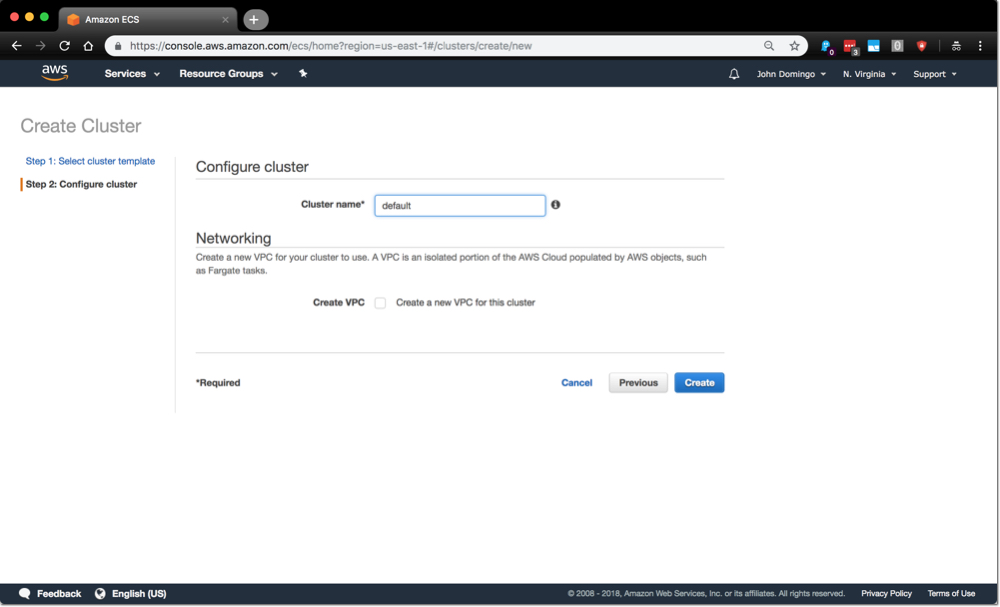 Amazon ECS
https://console.aws.amazon.com/ecs/home?region=us-east-1#/clusters/create/new
0
3
0
aws
Services
Resource Groups
John Domingo
N. Virginia
Support
Create Cluster
Step 1: Select cluster template
Step 2: Configure cluster
Configure cluster
Cluster name*
default
Networking
Create a new VPC for your cluster to use. A VPC is an isolated portion of the AWS Cloud populated by AWS objects, such
as Fargate tasks.
Create VPC
Create a new VPC for this cluster
*Required
Cancel
Previous
Create
Feedback
English (US)
© 2008 - 2018, Amazon Web Services, Inc. or its affiliates. All rights reserved.
Privacy Policy
Terms of Use